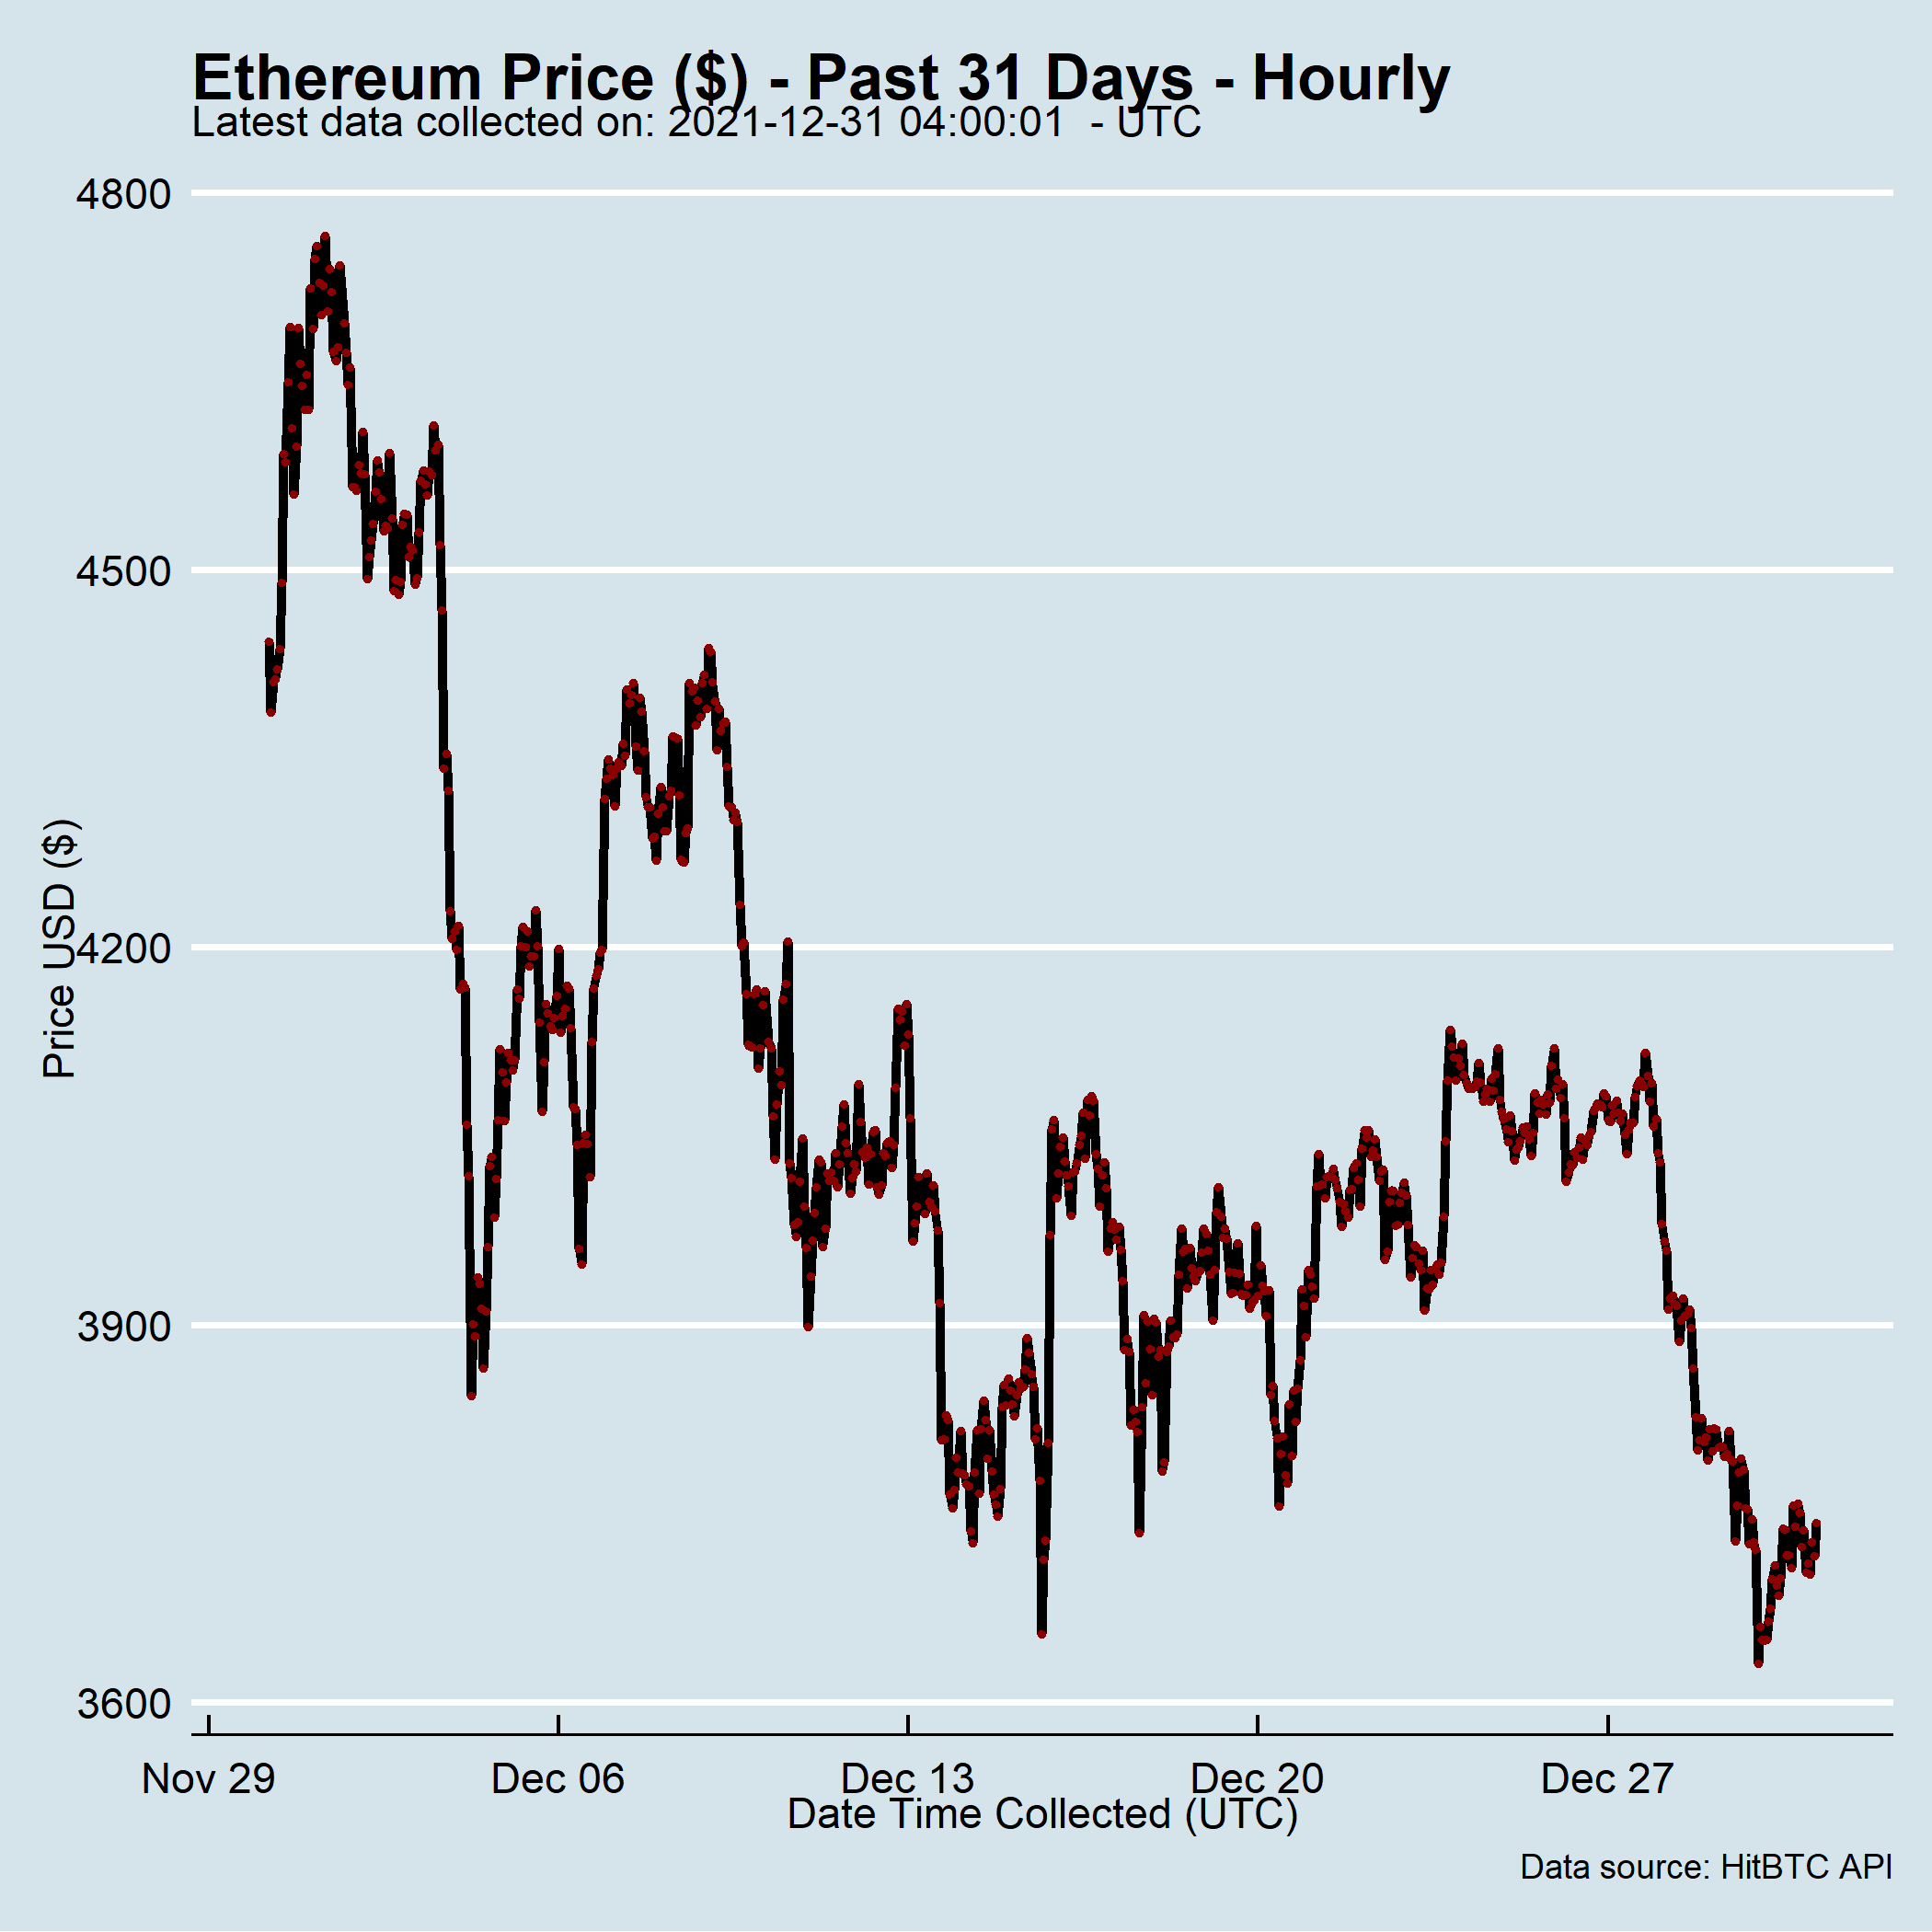 Ethereum Price ($) - Past 31 Days - Hourly
Latest data collected on: 2021-12-31 04:00:01  - UTC
4800
4500
4200
3900
3600
Price USD ($)
Nov 29 Dec 06 Dec 13 Dec 20 Dec 27
Date Time Collected (UTC)
Data source: HitBTC API